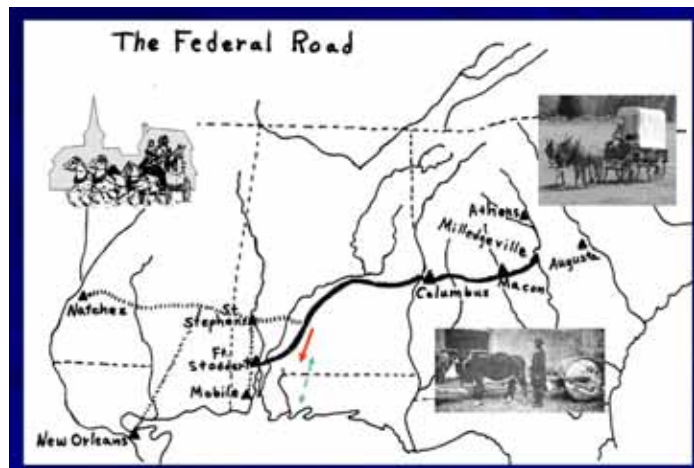 The Federal Road
Athens
Milledgeville
Augusta
Macon
Columbus
Natchez
St.
Stephens
Ft.
Stoddert
Mobile
New Orleans